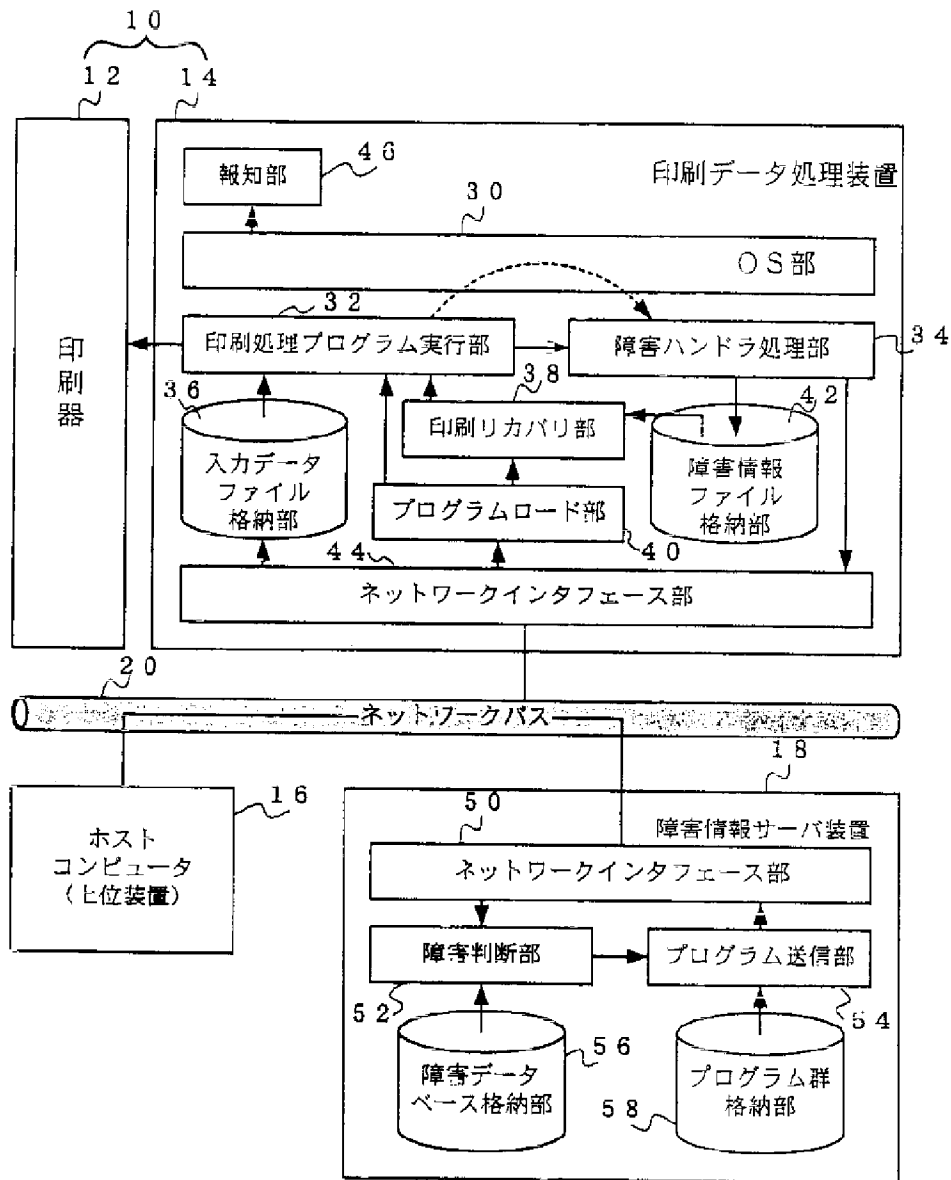 10
12
14
報知部
46
印刷データ処理装置
30
OS部
32
印刷処理プログラム実行部
障害ハンドラ処理部
34
印刷器
36
38
42
入力データ
ファイル
格納部
印刷リカバリ部
障害情報
ファイル
格納部
プログラムロード部
40
44
ネットワークインタフェース部
20
ネットワークバス
18
16
ホスト
コンピュータ
(上位装置)
50
障害情報サーバ装置
ネットワークインタフェース部
障害判断部
プログラム送信部
52
54
障害データ
ベース格納部
56
プログラム群
格納部
58